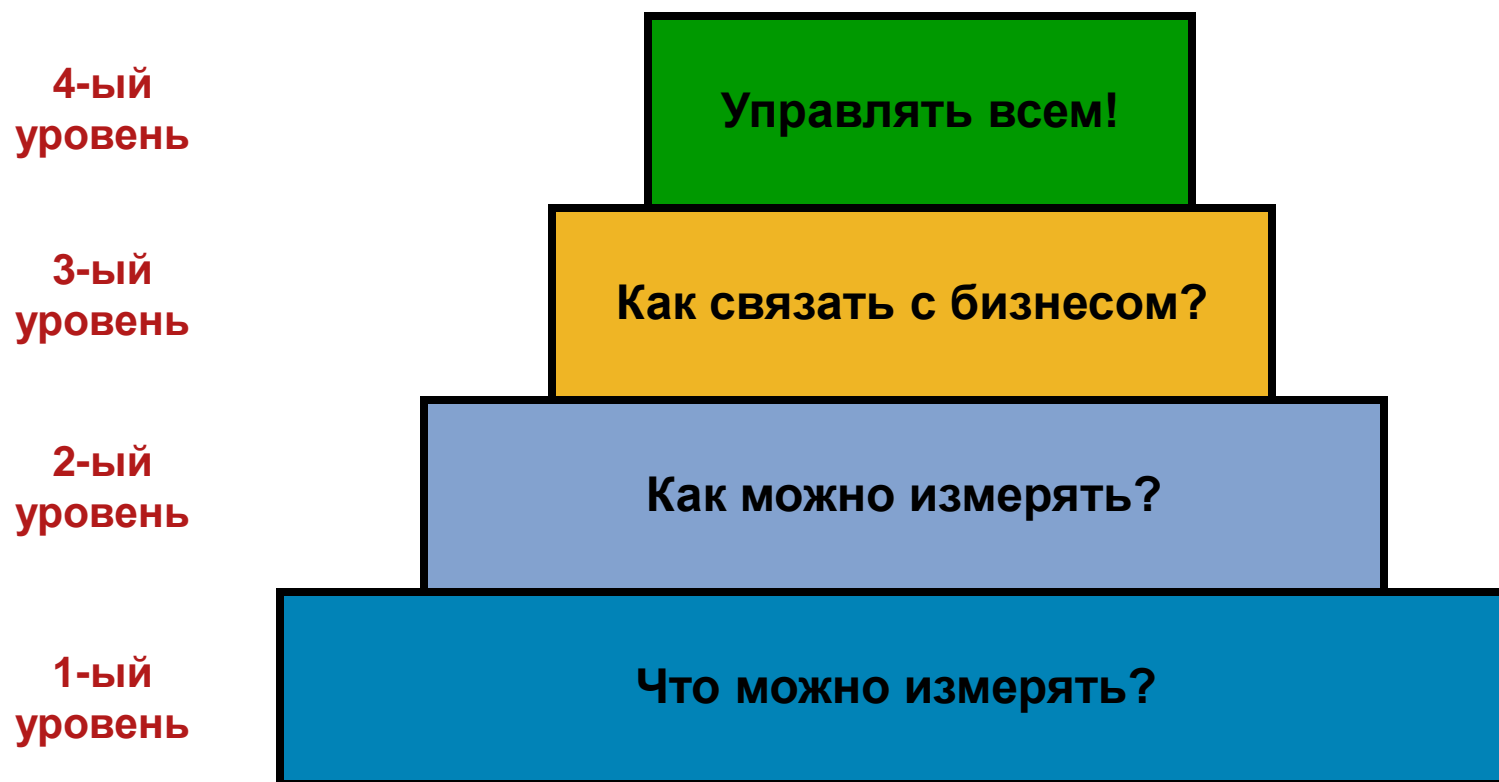 4-ый
уровень
Управлять всем!
3-ый
уровень
Как связать с бизнесом?
2-ый
уровень
Как можно измерять?
1-ый
уровень
Что можно измерять?